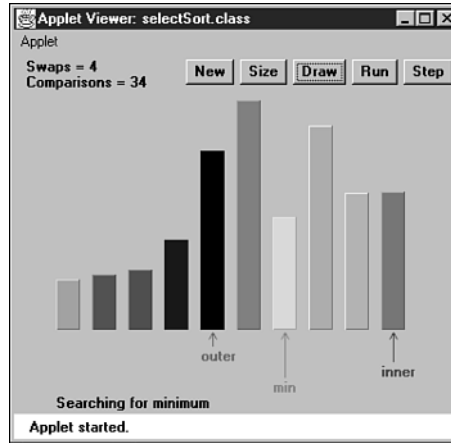 Applet Viewer: selectSort.class
Applet
Swaps = 4
Comparisons = 34
New Size Draw Run Step
outer
min
inner
Searching for minimum
Applet started.